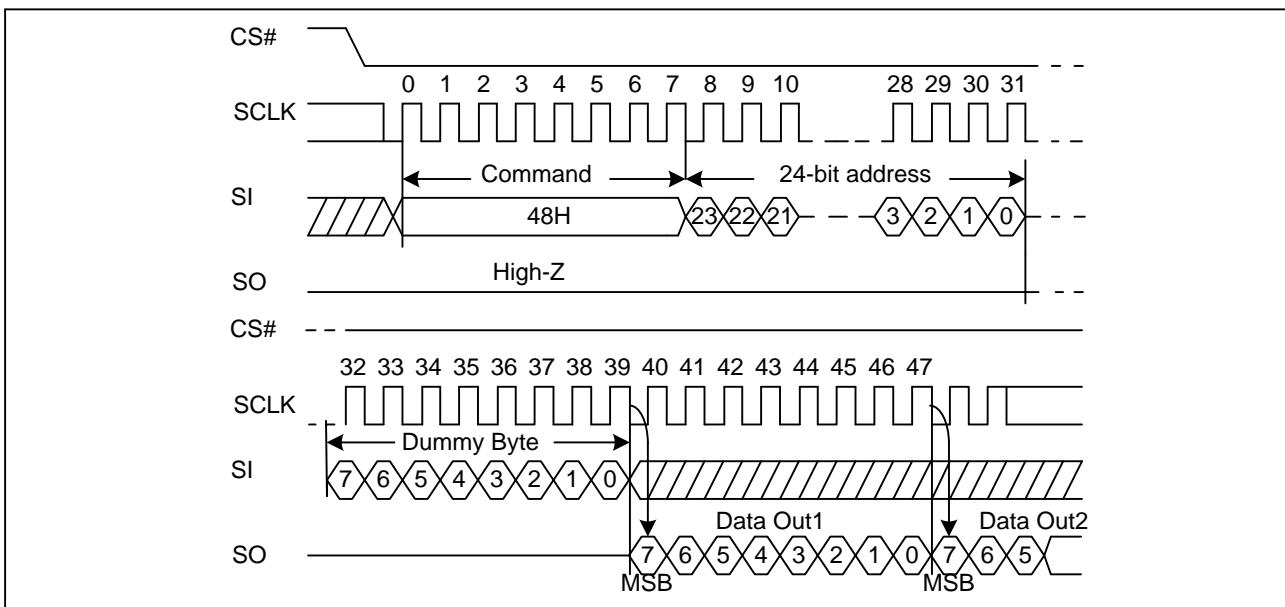 CS#
0 1 2 3 4 5 6 7 8 9 10 28 29 30 31
SCLK
Command 24-bit address
SI
48H 23 22 21 3 2 1 0
High-Z
SO
CS#
32 33 34 35 36 37 38 39 40 41 42 43 44 45 46 47
SCLK
Dummy Byte
SI
7 6 5 4 3 2 1 0
Data Out1 Data Out2
SO
7 6 5 4 3 2 1 0 7 6 5
MSB MSB